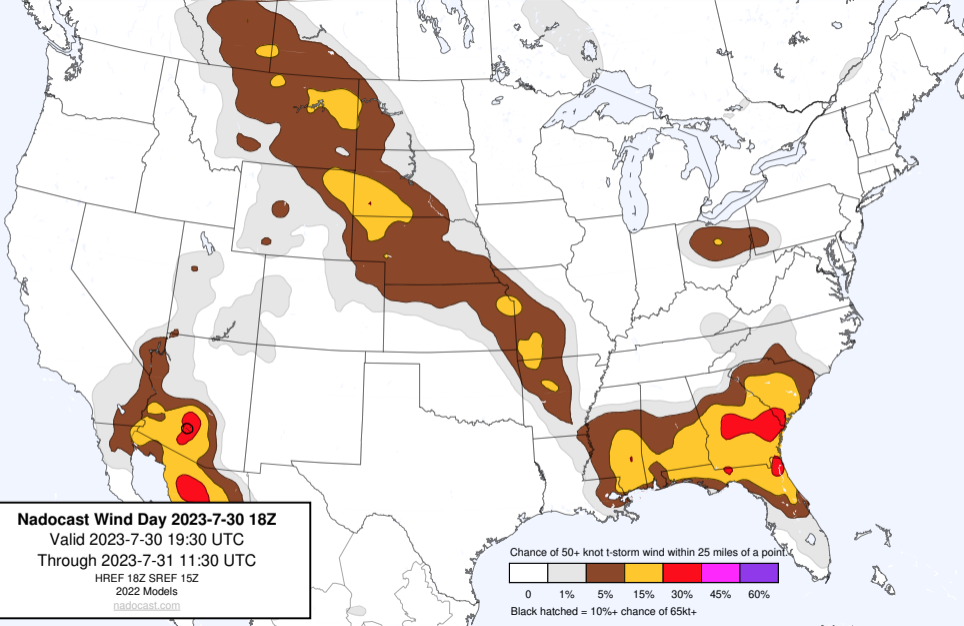 Nadocast Wind Day 2023-7-30 18Z
Valid 2023-7-30 19:30 UTC
Through 2023-7-31 11:30 UTC
HREF 18Z SREF 15Z
2022 Models
nadocast.com
Chance of 50+ knot t-storm wind within 25 miles of a point.
0 1% 5% 15% 30% 45% 60%
Black hatched = 10%+ chance of 65kt+